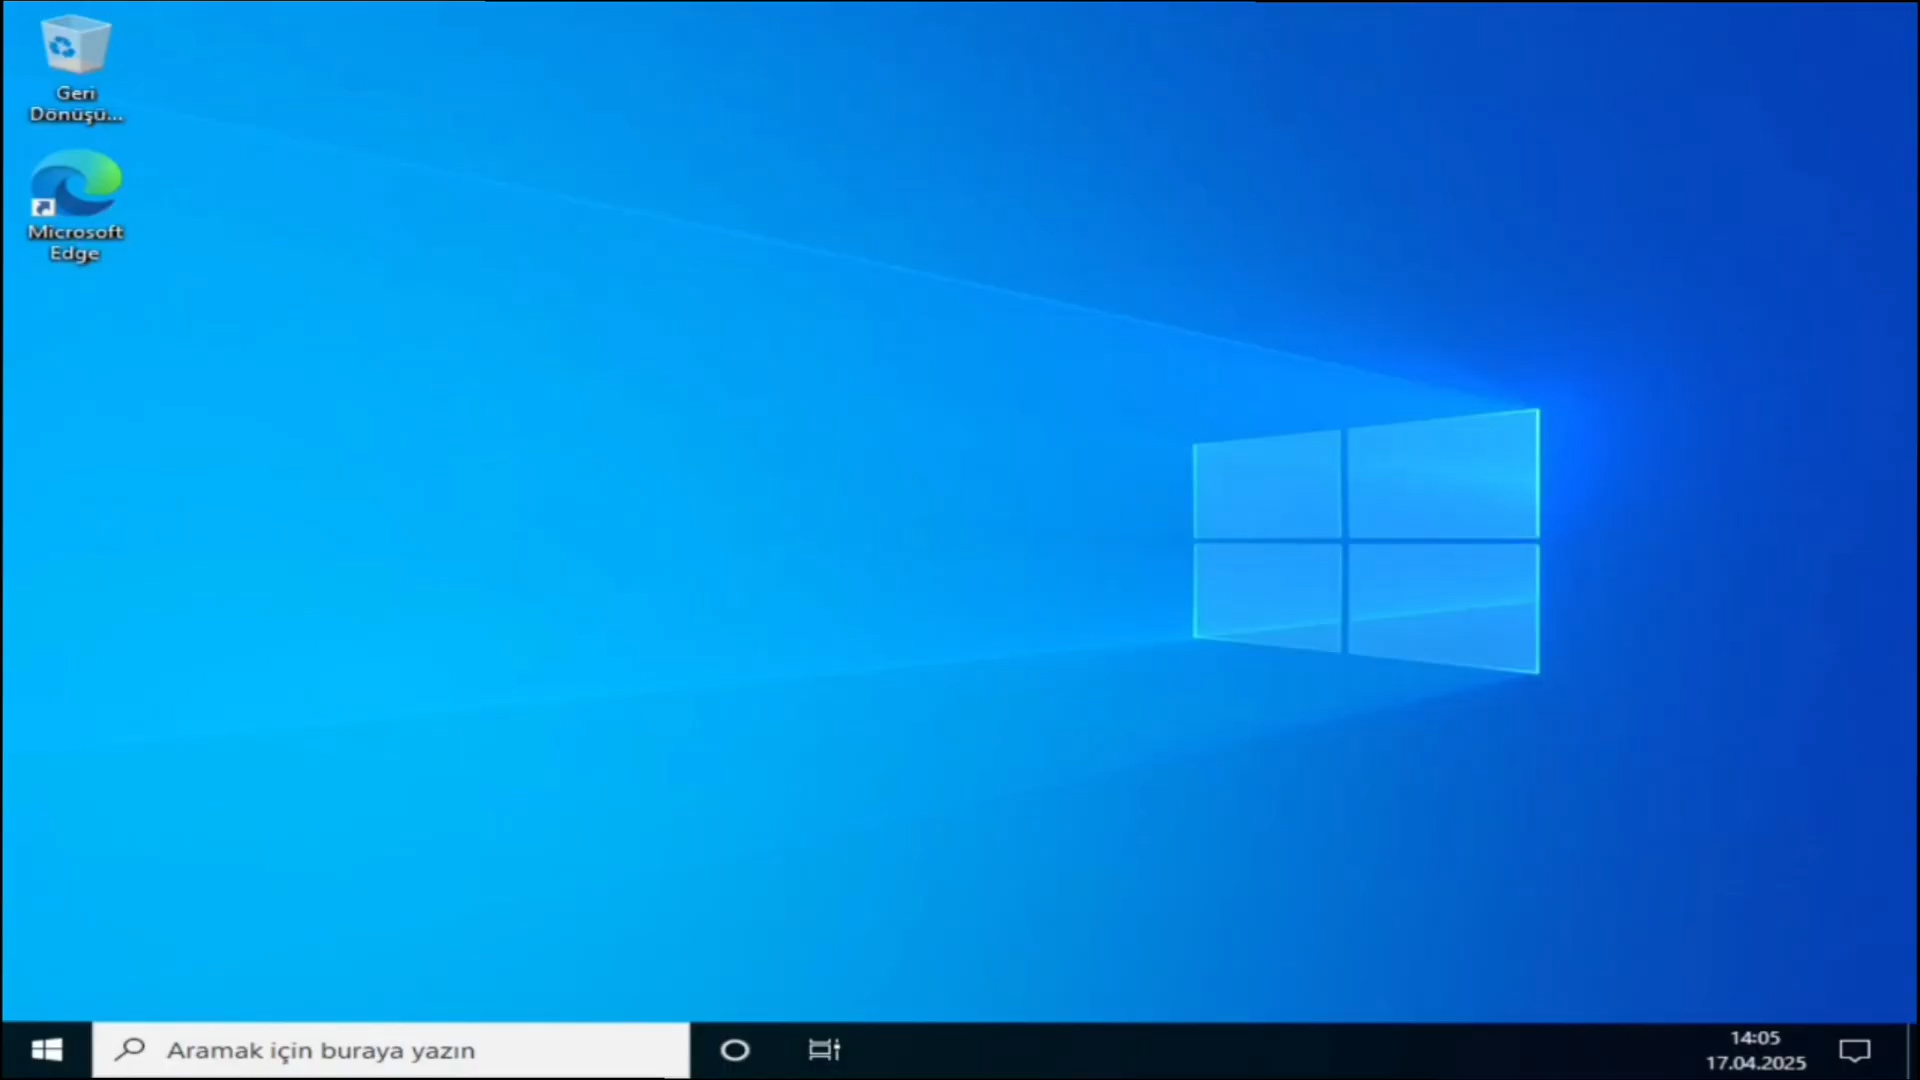 Geri
Dönüşü...
Microsoft
Edge
Aramak için buraya yazın
14:05
17.04.2025